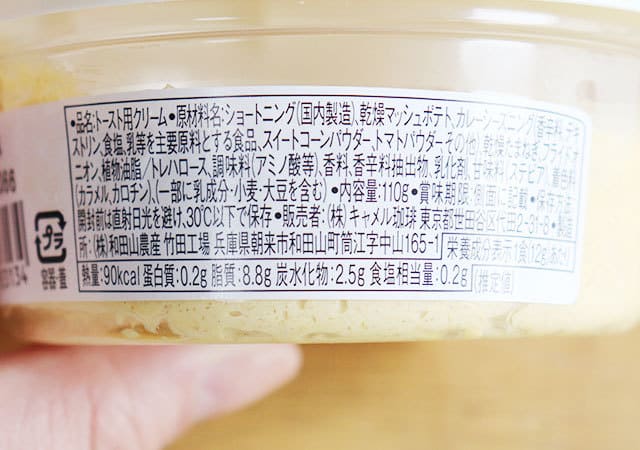 •品名:トースト用クリーム•原材料名:ショートニング(国内製造)、乾燥マッシュポテト、カレーシーズニング(香辛料、デキ
ストリン、食塩、乳等を主要原料とする食品、スイートコーンパウダー、トマトパウダーその他)、乾燥たまねぎ、フライドオ
ニオン、植物油脂/トレハロース、調味料(アミノ酸等)、香料、香辛料抽出物、乳化剤、甘味料(ステビア)、着色料
(カラメル、カロチン)、(一部に乳成分・小麦・大豆を含む)•内容量:110g•賞味期限:側面に記載•保存方法:
開封前は直射日光を避け、30℃以下で保存•販売者:(株)キャメル珈琲 東京都世田谷区代田2-31-8•製造
所:(株)和田山農産 竹田工場 兵庫県朝来市和田山町筒江字中山165-1
栄養成分表示1食(12g)あたり
熱量:90kcal 蛋白質:0.2g 脂質:8.8g 炭水化物:2.5g 食塩相当量:0.2g [推定値]
プラ
容器・蓋